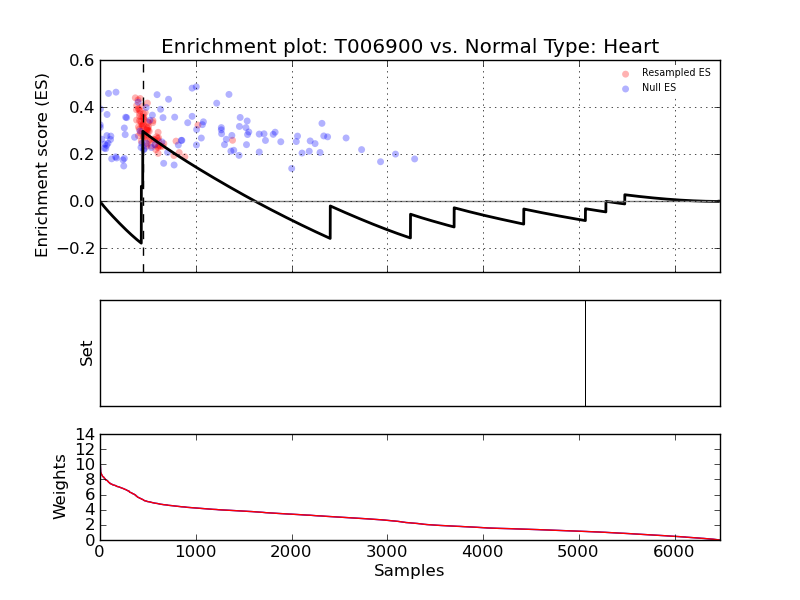 Enrichment plot: T006900 vs. Normal Type: Heart
Enrichment score (ES)
0.6
0.4
0.2
0.0
−0.2
Resampled ES
Null ES
Set
Weights
14
12
10
8
6
4
2
0
0 1000 2000 3000 4000 5000 6000
Samples